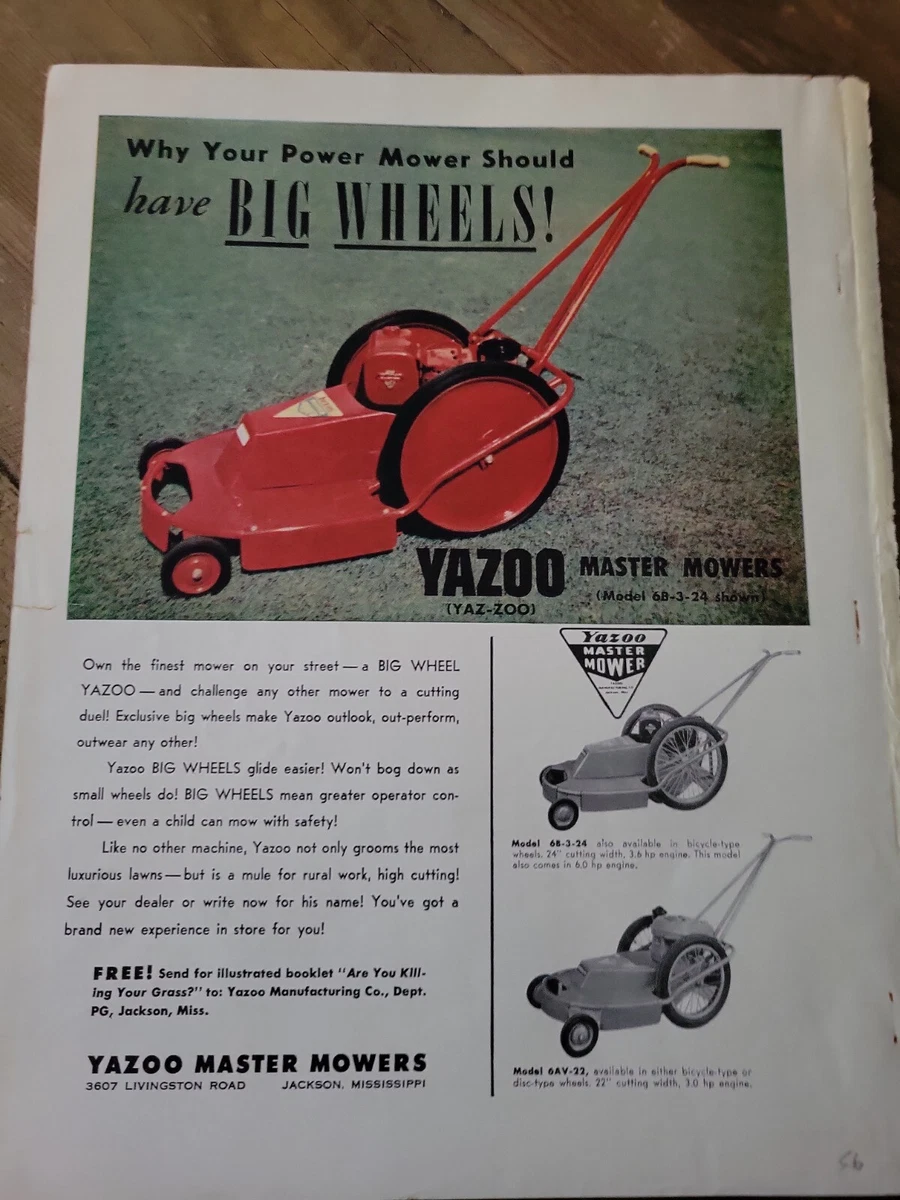 Why Your Power Mower Should
have BIG WHEELS!
YAZOO MASTER MOWERS
(YAZ-ZOO)
(Model 6B-3-24 shown)
Own the finest mower on your street — a BIG WHEEL
YAZOO — and challenge any other mower to a cutting
duel! Exclusive big wheels make Yazoo outlook, out-perform,
outwear any other!
Yazoo BIG WHEELS glide easier! Won't bog down as
small wheels do! BIG WHEELS mean greater operator con-
trol — even a child can mow with safety!
Like no other machine, Yazoo not only grooms the most
luxurious lawns — but is a mule for rural work, high cutting!
See your dealer or write now for his name! You've got a
brand new experience in store for you!
FREE! Send for illustrated booklet "Are You Kill-
ing Your Grass?" to: Yazoo Manufacturing Co., Dept.
PG, Jackson, Miss.
YAZOO MASTER MOWERS
3607 LIVINGSTON ROAD JACKSON, MISSISSIPPI
Yazoo
MASTER
MOWER
Model 6B-3-24 also available in bicycle-type
wheels. 24" cutting width, 3.6 hp engine. This model
also comes in 6.0 hp engine.
Model 6AV-22, available in either bicycle-type or
disc-type wheels. 22" cutting width, 3.0 hp engine.
56